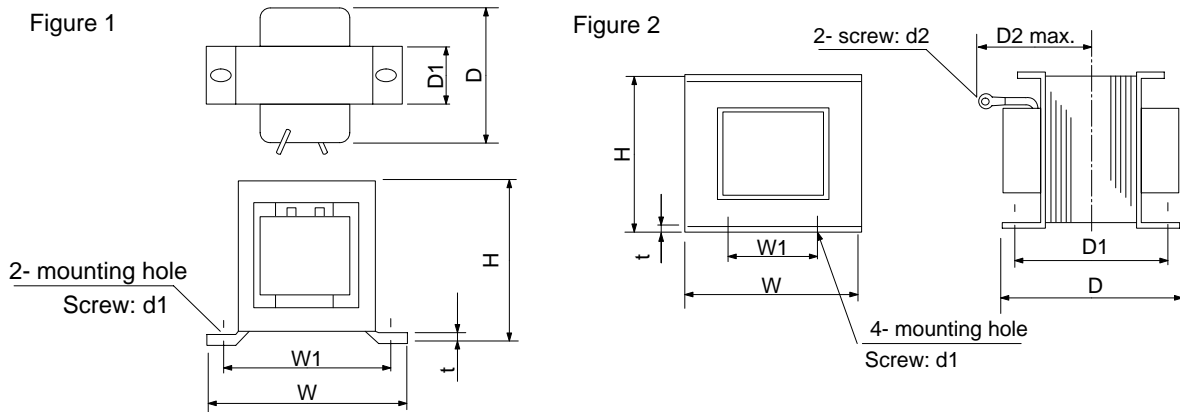 Figure 1
D1
D
H
2- mounting hole
Screw: d1
W1
W
t
Figure 2
2- screw: d2
D2 max.
H
t
W1
W
D1
D
4- mounting hole
Screw: d1